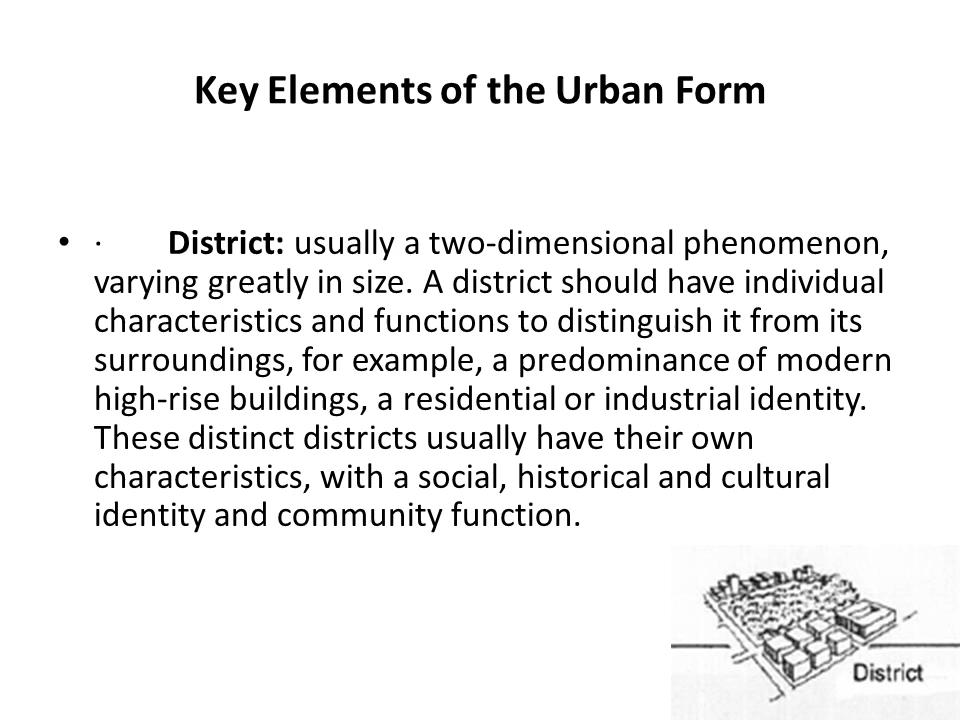 Key Elements of the Urban Form
• · District: usually a two-dimensional phenomenon,
varying greatly in size. A district should have individual
characteristics and functions to distinguish it from its
surroundings, for example, a predominance of modern
high-rise buildings, a residential or industrial identity.
These distinct districts usually have their own
characteristics, with a social, historical and cultural
identity and community function.
District